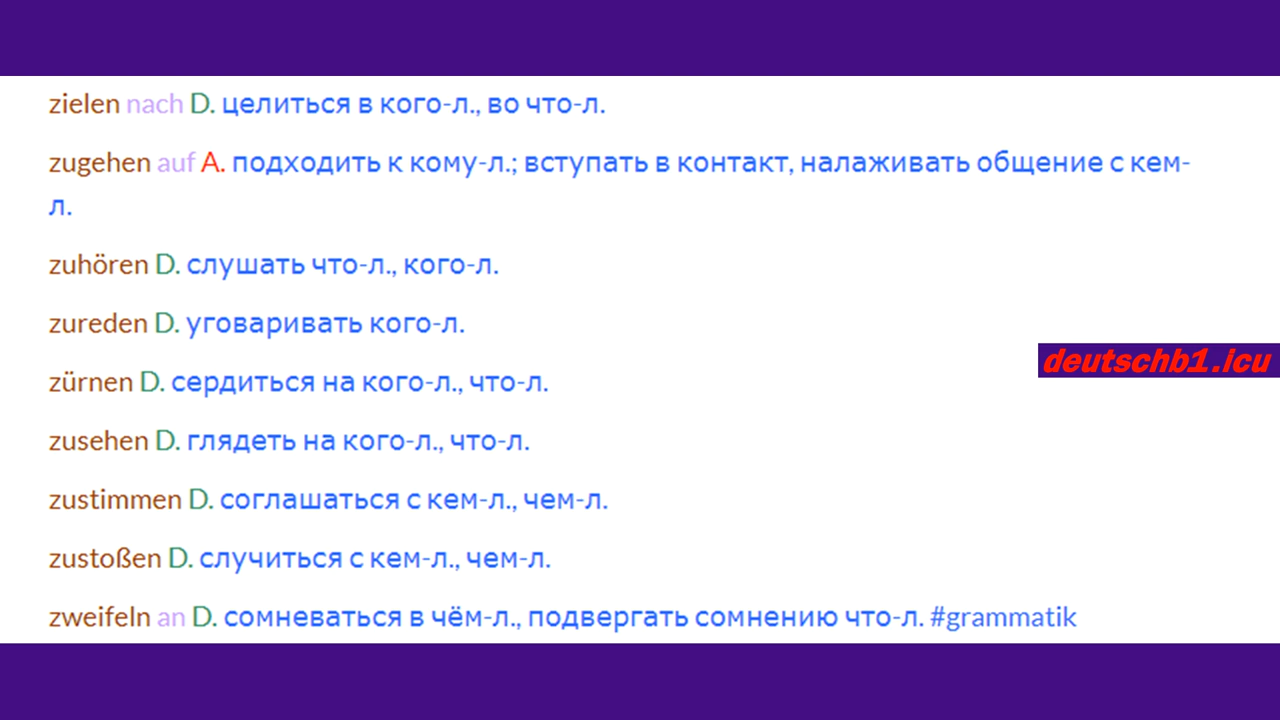 zielen nach D. целиться в кого-л., во что-л.
zugehen auf A. подходить к кому-л.; вступать в контакт, налаживать общение с кем-
л.
zuhören D. слушать что-л., кого-л.
zureden D. уговаривать кого-л.
deutschb1.icu
zürnen D. сердиться на кого-л., что-л.
zusehen D. глядеть на кого-л., что-л.
zustimmen D. соглашаться с кем-л., чем-л.
zustoßen D. случиться с кем-л., чем-л.
zweifeln an D. сомневаться в чём-л., подвергать сомнению что-л. #grammatik